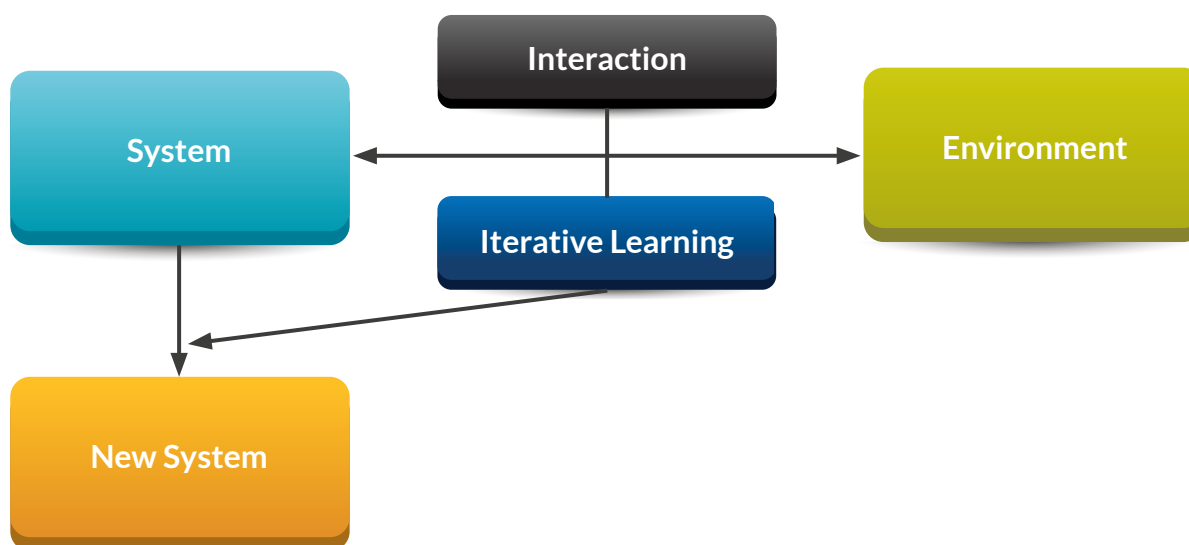 Interaction
System
Environment
Iterative Learning
New System